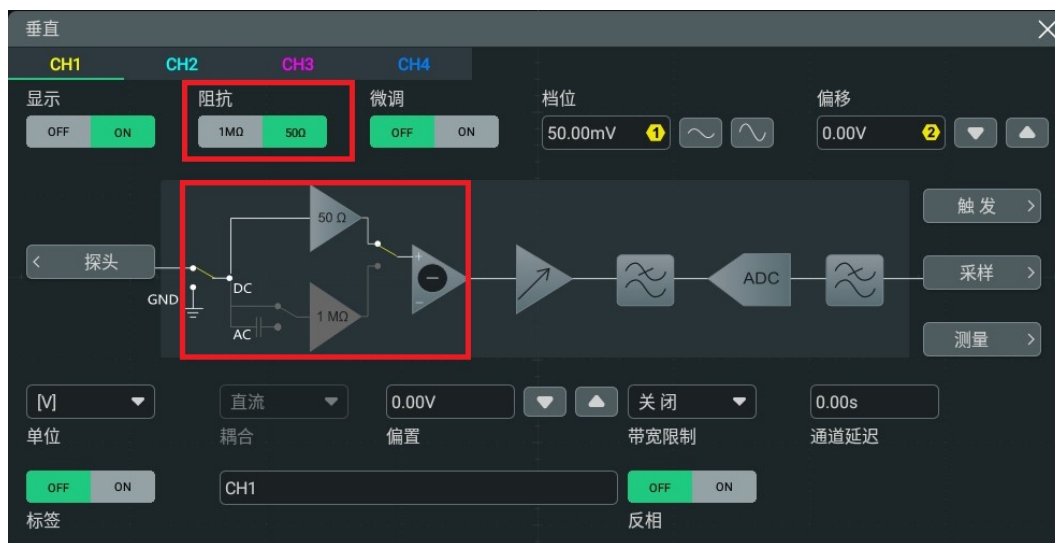 垂直
CH1 CH2 CH3 CH4
显示 阻抗 微调 档位 偏移
OFF ON 1MΩ 50Ω OFF ON 50.00mV 1 0.00V 2
50 Ω
触 发
+
探头
DC
ADC
采样
GND
1 MΩ
AC
测量
[V] 直流 0.00V 关 闭 0.00s
单位 耦合 偏置 带宽限制 通道延迟
OFF ON CH1 OFF ON
标签 反相